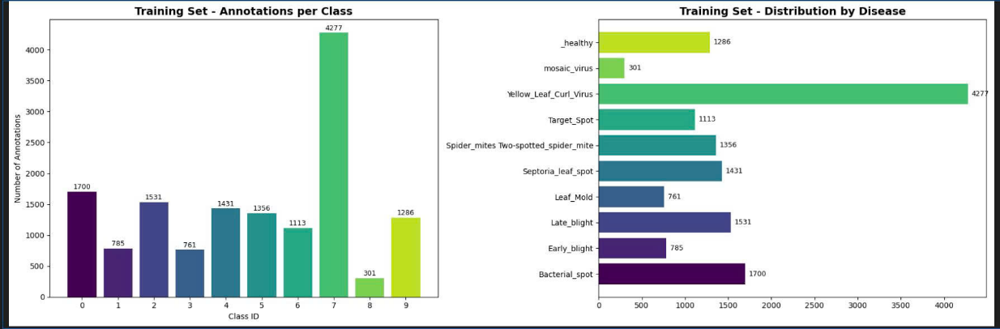 Training Set - Annotations per Class
Number of Annotations
4000
3500
3000
2500
2000
1500
1000
500
0
1700
785
1531
761
1431
1356
1113
4277
301
1286
0 1 2 3 4 5 6 7 8 9
Class ID
Training Set - Distribution by Disease
_healthy 1286
mosaic_virus 301
Yellow_Leaf_Curl_Virus 4277
Target_Spot 1113
Spider_mites Two-spotted_spider_mite 1356
Septoria_leaf_spot 1431
Leaf_Mold 761
Late_blight 1531
Early_blight 785
Bacterial_spot 1700
0 500 1000 1500 2000 2500 3000 3500 4000